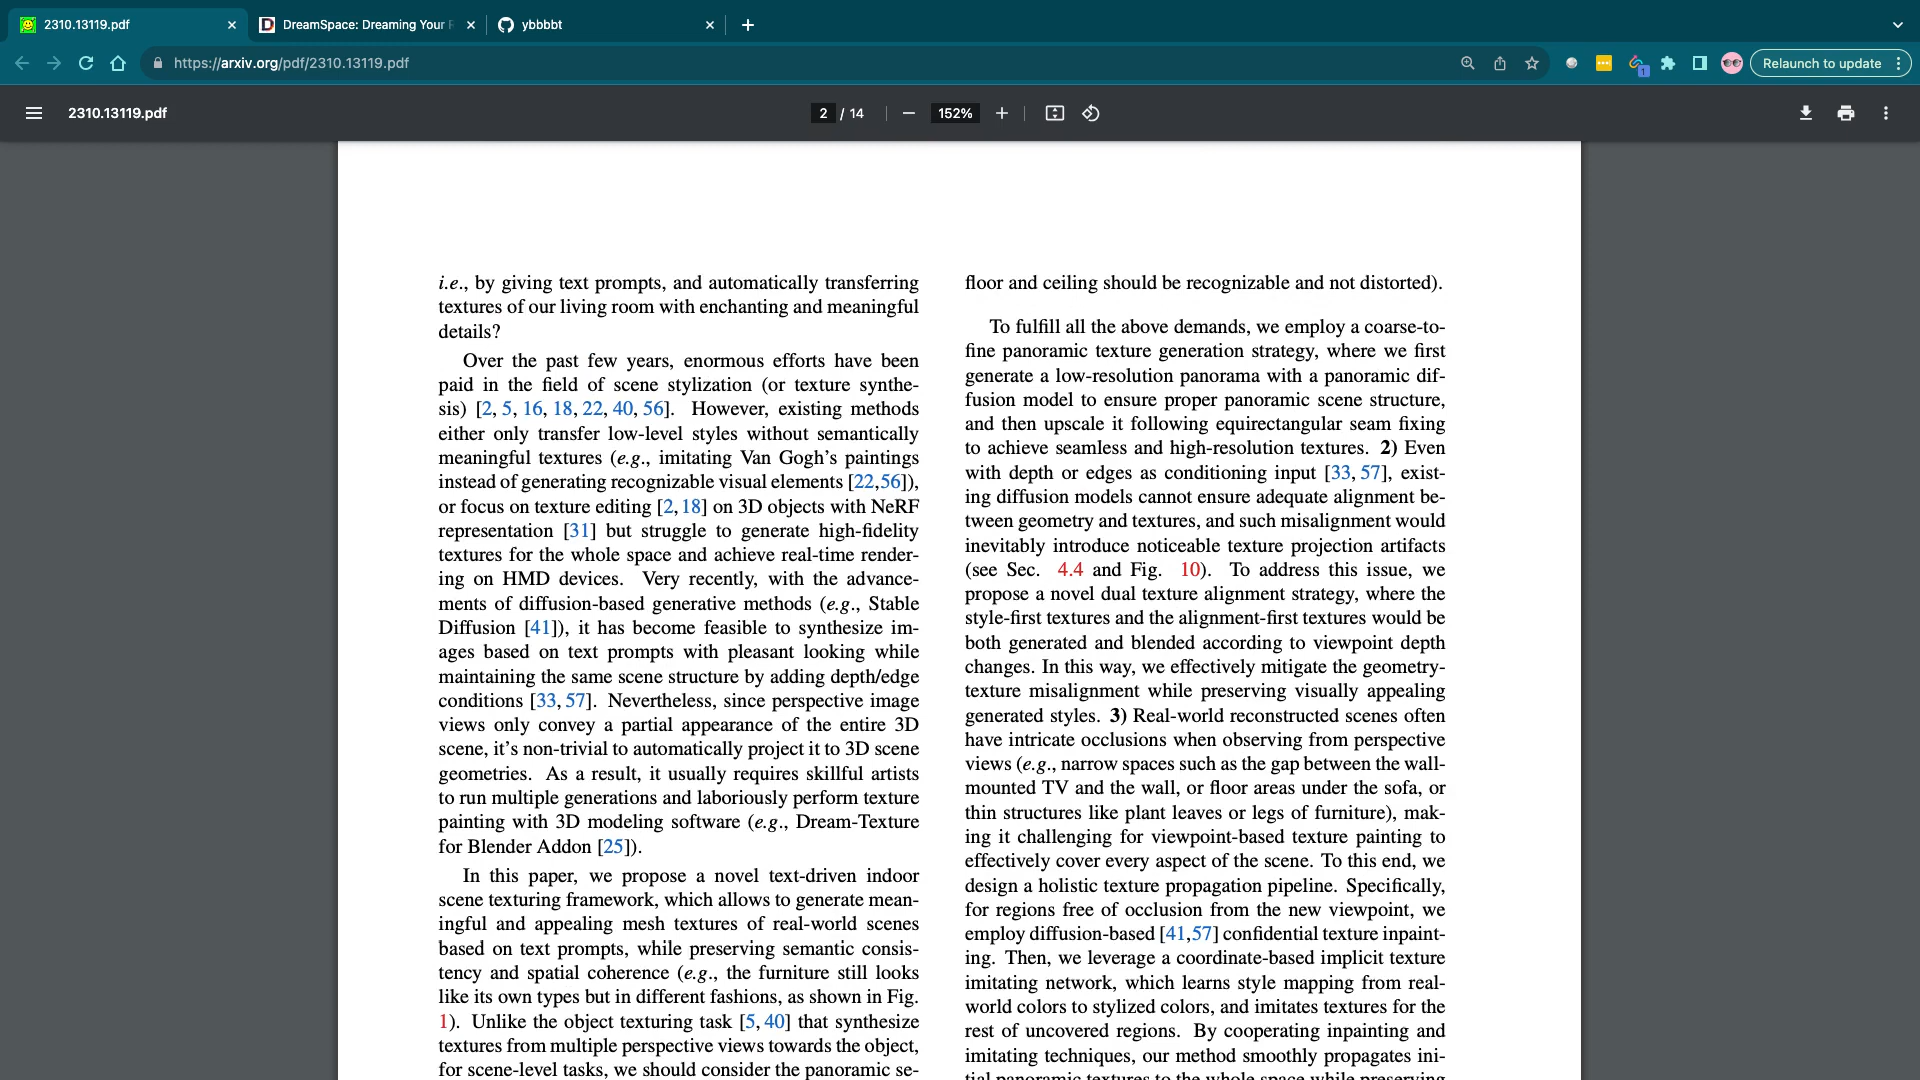 2310.13119.pdf
DreamSpace: Dreaming Your
ybbbbt
https://arxiv.org/pdf/2310.13119.pdf
1
Relaunch to update
2310.13119.pdf
2 / 14
152%
i.e., by giving text prompts, and automatically transferring
textures of our living room with enchanting and meaningful
details?
Over the past few years, enormous efforts have been
paid in the field of scene stylization (or texture synthe-
sis) [2, 5, 16, 18, 22, 40, 56]. However, existing methods
either only transfer low-level styles without semantically
meaningful textures (e.g., imitating Van Gogh's paintings
instead of generating recognizable visual elements [22,56]),
or focus on texture editing [2,18] on 3D objects with NeRF
representation [31] but struggle to generate high-fidelity
textures for the whole space and achieve real-time render-
ing on HMD devices. Very recently, with the advance-
ments of diffusion-based generative methods (e.g., Stable
Diffusion [41]), it has become feasible to synthesize im-
ages based on text prompts with pleasant looking while
maintaining the same scene structure by adding depth/edge
conditions [33, 57]. Nevertheless, since perspective image
views only convey a partial appearance of the entire 3D
scene, it's non-trivial to automatically project it to 3D scene
geometries. As a result, it usually requires skillful artists
to run multiple generations and laboriously perform texture
painting with 3D modeling software (e.g., Dream-Texture
for Blender Addon [25]).
In this paper, we propose a novel text-driven indoor
scene texturing framework, which allows to generate mean-
ingful and appealing mesh textures of real-world scenes
based on text prompts, while preserving semantic consis-
tency and spatial coherence (e.g., the furniture still looks
like its own types but in different fashions, as shown in Fig.
1). Unlike the object texturing task [5, 40] that synthesize
textures from multiple perspective views towards the object,
for scene-level tasks, we should consider the panoramic se-
floor and ceiling should be recognizable and not distorted).
To fulfill all the above demands, we employ a coarse-to-
fine panoramic texture generation strategy, where we first
generate a low-resolution panorama with a panoramic dif-
fusion model to ensure proper panoramic scene structure,
and then upscale it following equirectangular seam fixing
to achieve seamless and high-resolution textures. 2) Even
with depth or edges as conditioning input [33, 57], exist-
ing diffusion models cannot ensure adequate alignment be-
tween geometry and textures, and such misalignment would
inevitably introduce noticeable texture projection artifacts
(see Sec. 4.4 and Fig. 10). To address this issue, we
propose a novel dual texture alignment strategy, where the
style-first textures and the alignment-first textures would be
both generated and blended according to viewpoint depth
changes. In this way, we effectively mitigate the geometry-
texture misalignment while preserving visually appealing
generated styles. 3) Real-world reconstructed scenes often
have intricate occlusions when observing from perspective
views (e.g., narrow spaces such as the gap between the wall-
mounted TV and the wall, or floor areas under the sofa, or
thin structures like plant leaves or legs of furniture), mak-
ing it challenging for viewpoint-based texture painting to
effectively cover every aspect of the scene. To this end, we
design a holistic texture propagation pipeline. Specifically,
for regions free of occlusion from the new viewpoint, we
employ diffusion-based [41,57] confidential texture inpaint-
ing. Then, we leverage a coordinate-based implicit texture
imitating network, which learns style mapping from real-
world colors to stylized colors, and imitates textures for the
rest of uncovered regions. By cooperating inpainting and
imitating techniques, our method smoothly propagates ini-
tial panoramic textures to the whole space while preserving